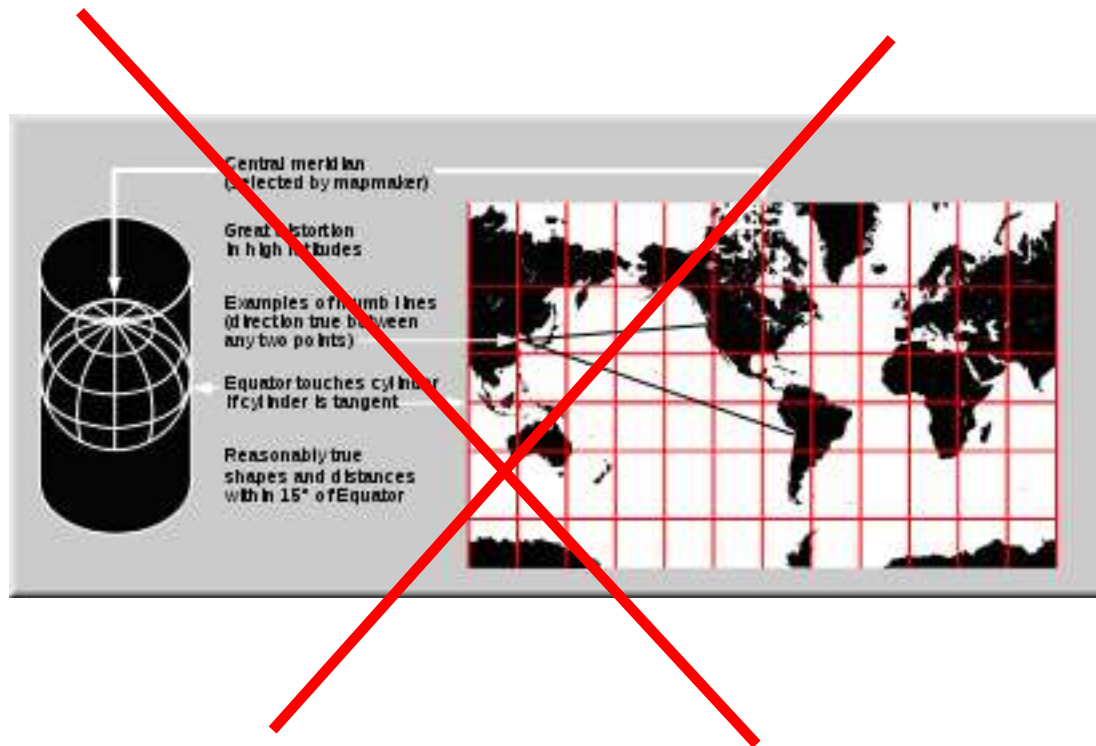 Central meridian
(selected by mapmaker)
Great distortion
in high latitudes
Examples of rhumb lines
(direction true between
any two points)
Equator touches cylinder
if cylinder is tangent
Reasonably true
shapes and distances
within 15° of Equator